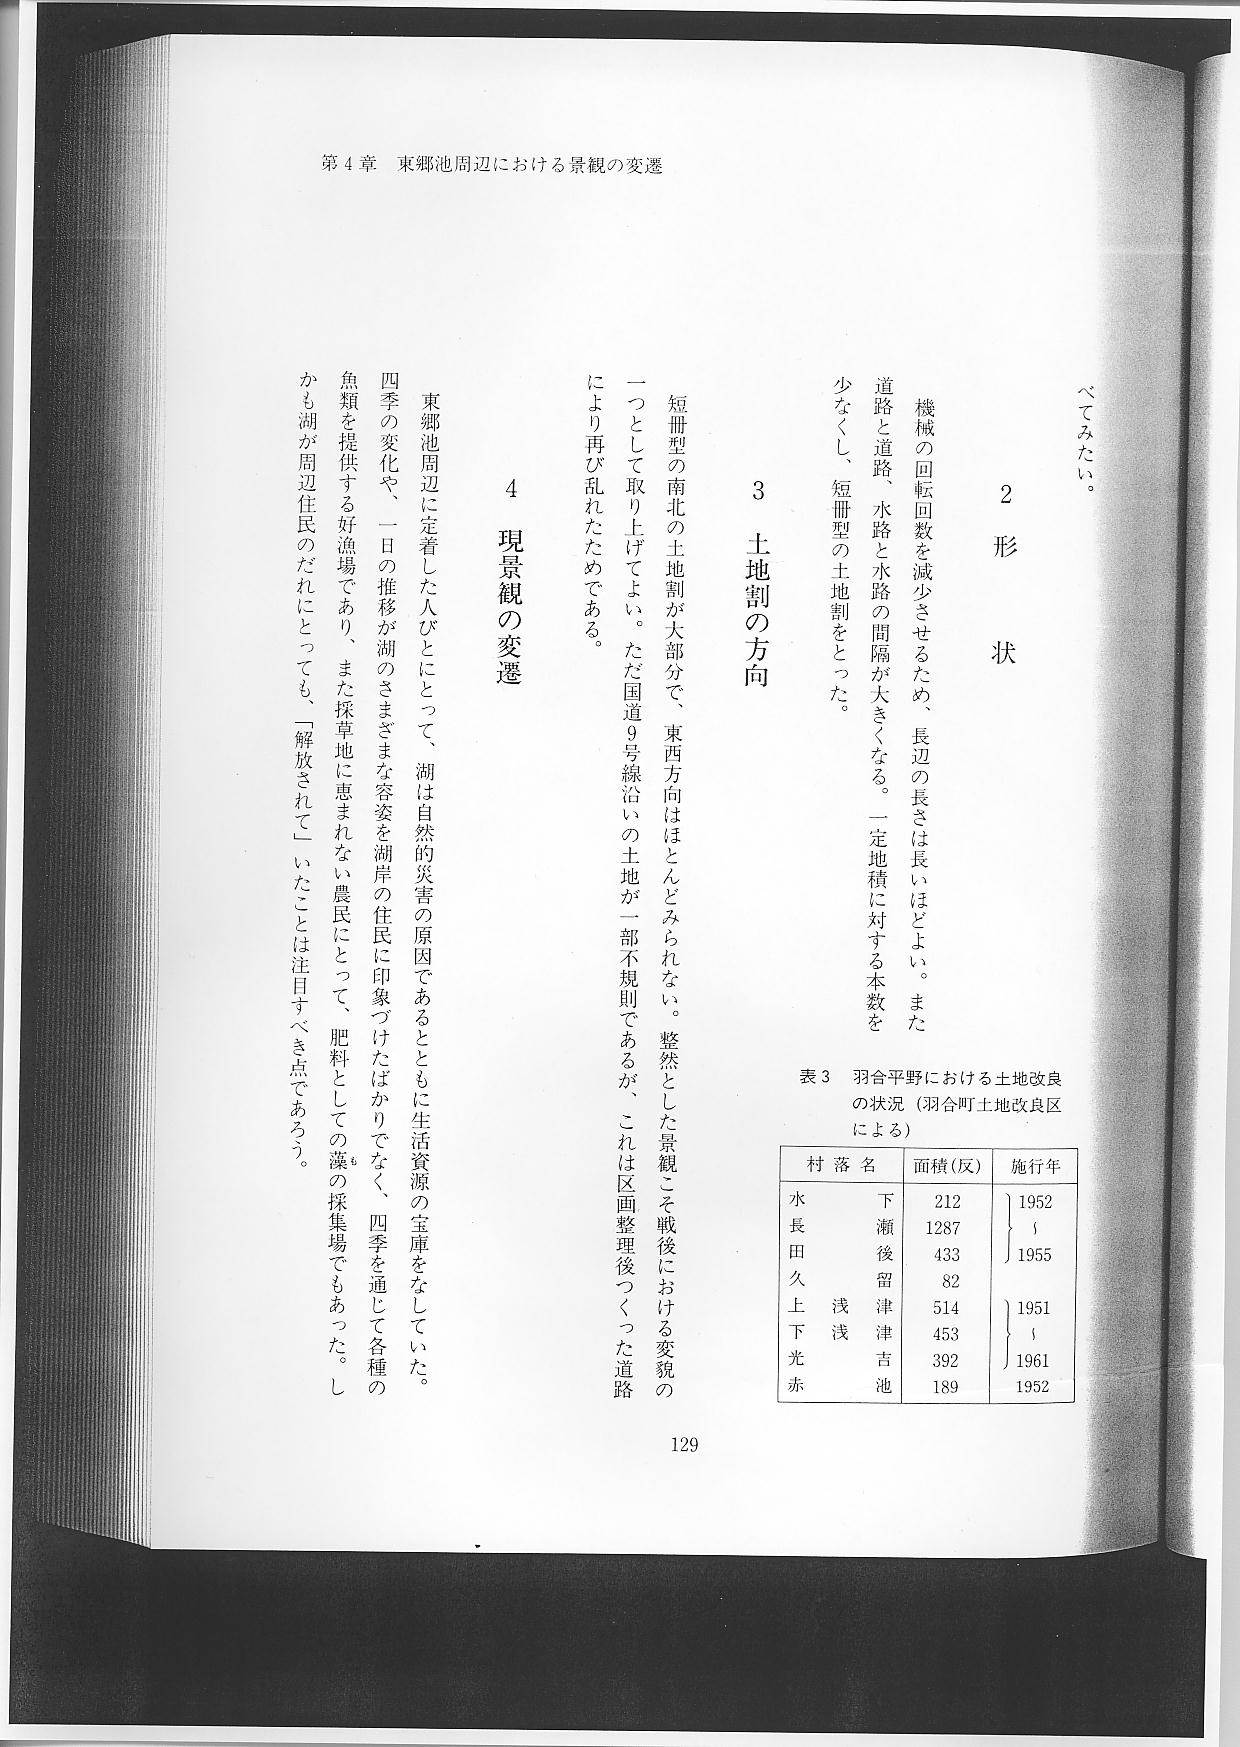 第4章　東郷池周辺における景観の変遷
べてみたい。
2　形　状
機械の回転回数を減少させるため、長辺の長さは長いほどよい。また
道路と道路、水路と水路の間隔が大きくなる。一定地積に対する本数を
少なくし、短冊型の土地割をとった。
表3　羽合平野における土地改良
の状況（羽合町土地改良区
による）
村落名　面積(反)　施行年
水下　212　1952
長瀬　1287　〜
田後　433　1955
久留　82
上浅津　514　1951
下浅津　453　〜
光吉　392　1961
赤池　189　1952
3　土地割の方向
短冊型の南北の土地割が大部分で、東西方向はほとんどみられない。整然とした景観こそ戦後における変貌の
一つとして取り上げてよい。ただ国道9号線沿いの土地が一部不規則であるが、これは区画整理後つくった道路
により再び乱れたためである。
4　現景観の変遷
東郷池周辺に定着した人びとにとって、湖は自然的災害の原因であるとともに生活資源の宝庫をなしていた。
四季の変化や、一日の推移が湖のさまざまな容姿を湖岸の住民に印象づけたばかりでなく、四季を通じて各種の
魚類を提供する好漁場であり、また採草地に恵まれない農民にとって、肥料としての藻もの採集場でもあった。し
かも湖が周辺住民のだれにとっても、「解放されて」いたことは注目すべき点であろう。
129